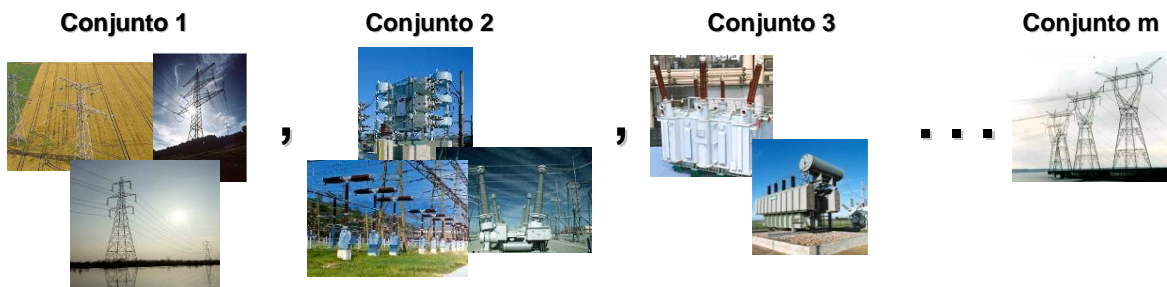 Conjunto 1
Conjunto 2
Conjunto 3
Conjunto m
, , . . .